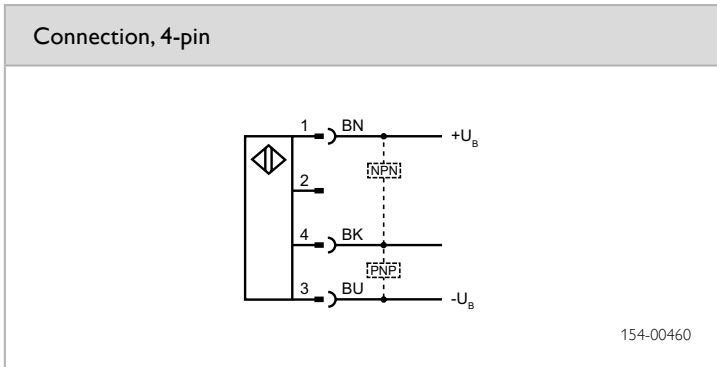 Connection, 4-pin
1 BN +U_B
NPN
2
4 BK
PNP
3 BU -U_B
154-00460